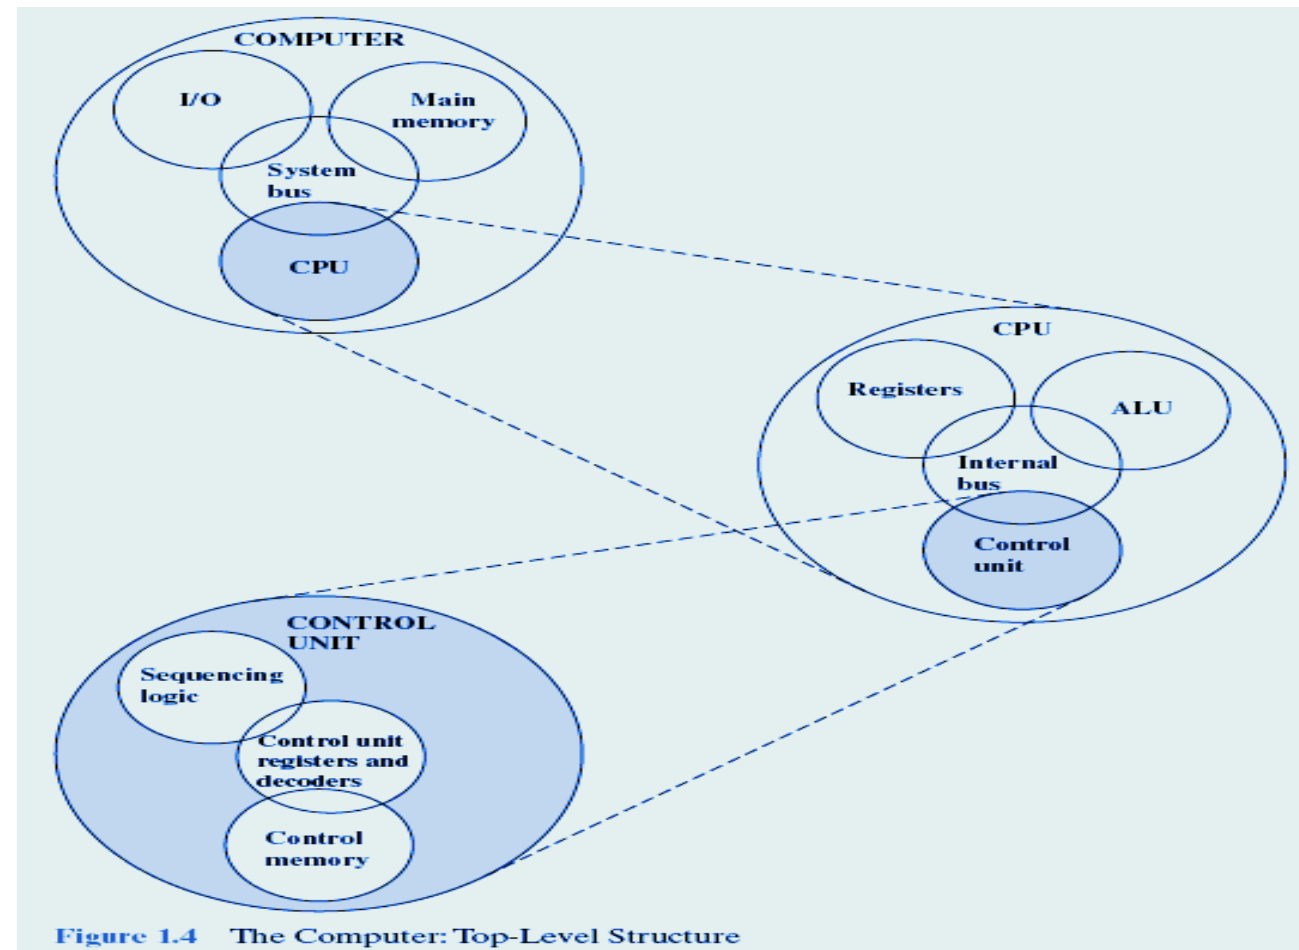 COMPUTER
I/O
Main
memory
System
bus
CPU
CPU
Registers
ALU
Internal
bus
Control
unit
CONTROL
UNIT
Sequencing
logic
Control unit
registers and
decoders
Control
memory
Figure 1.4 The Computer: Top-Level Structure